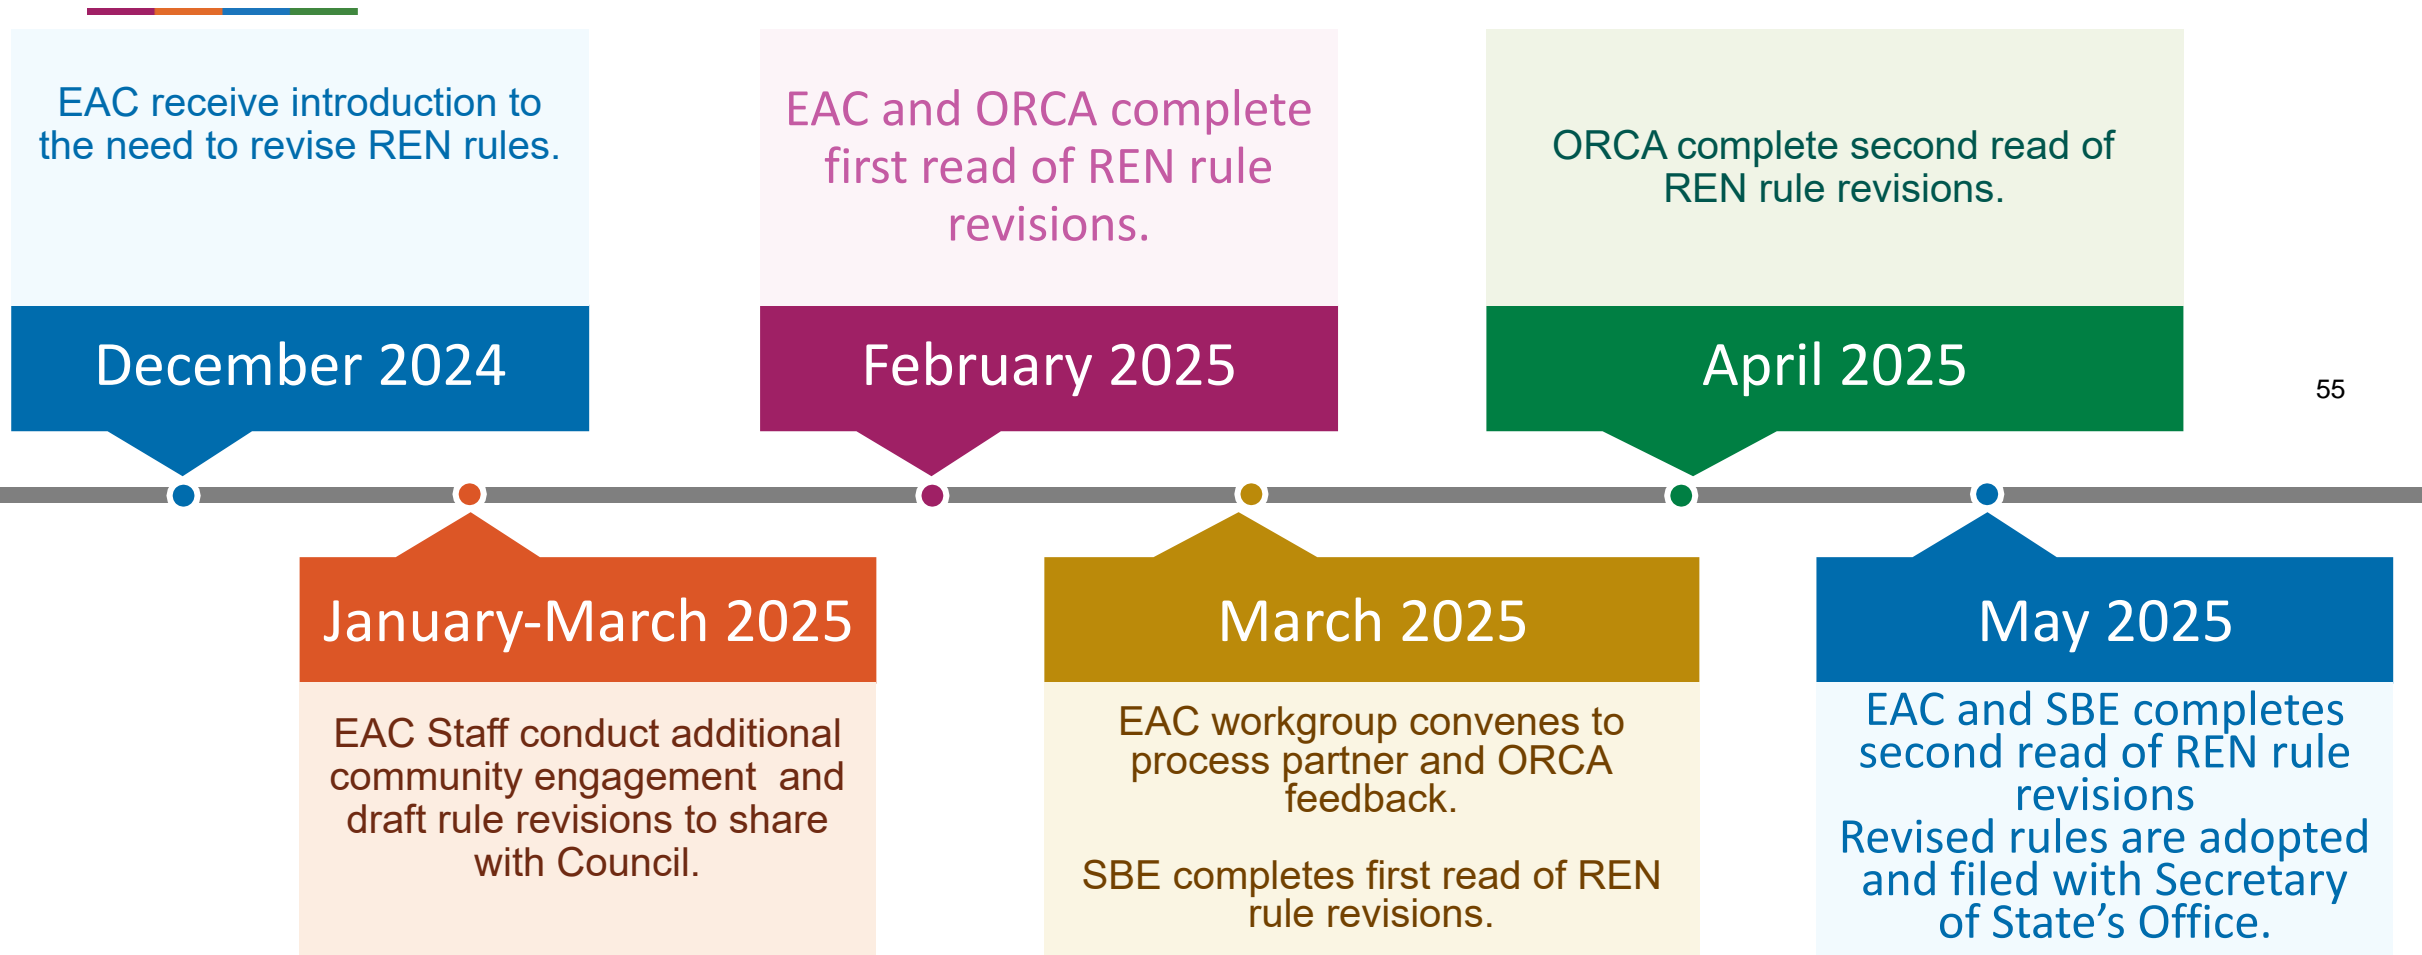 EAC receive introduction to
the need to revise REN rules.
December 2024
EAC and ORCA complete
first read of REN rule
revisions.
February 2025
ORCA complete second read of
REN rule revisions.
April 2025
55
January-March 2025
EAC Staff conduct additional
community engagement  and
draft rule revisions to share
with Council.
March 2025
EAC workgroup convenes to
process partner and ORCA
feedback.
SBE completes first read of REN
rule revisions.
May 2025
EAC and SBE completes
second read of REN rule
revisions
Revised rules are adopted
and filed with Secretary
of State’s Office.